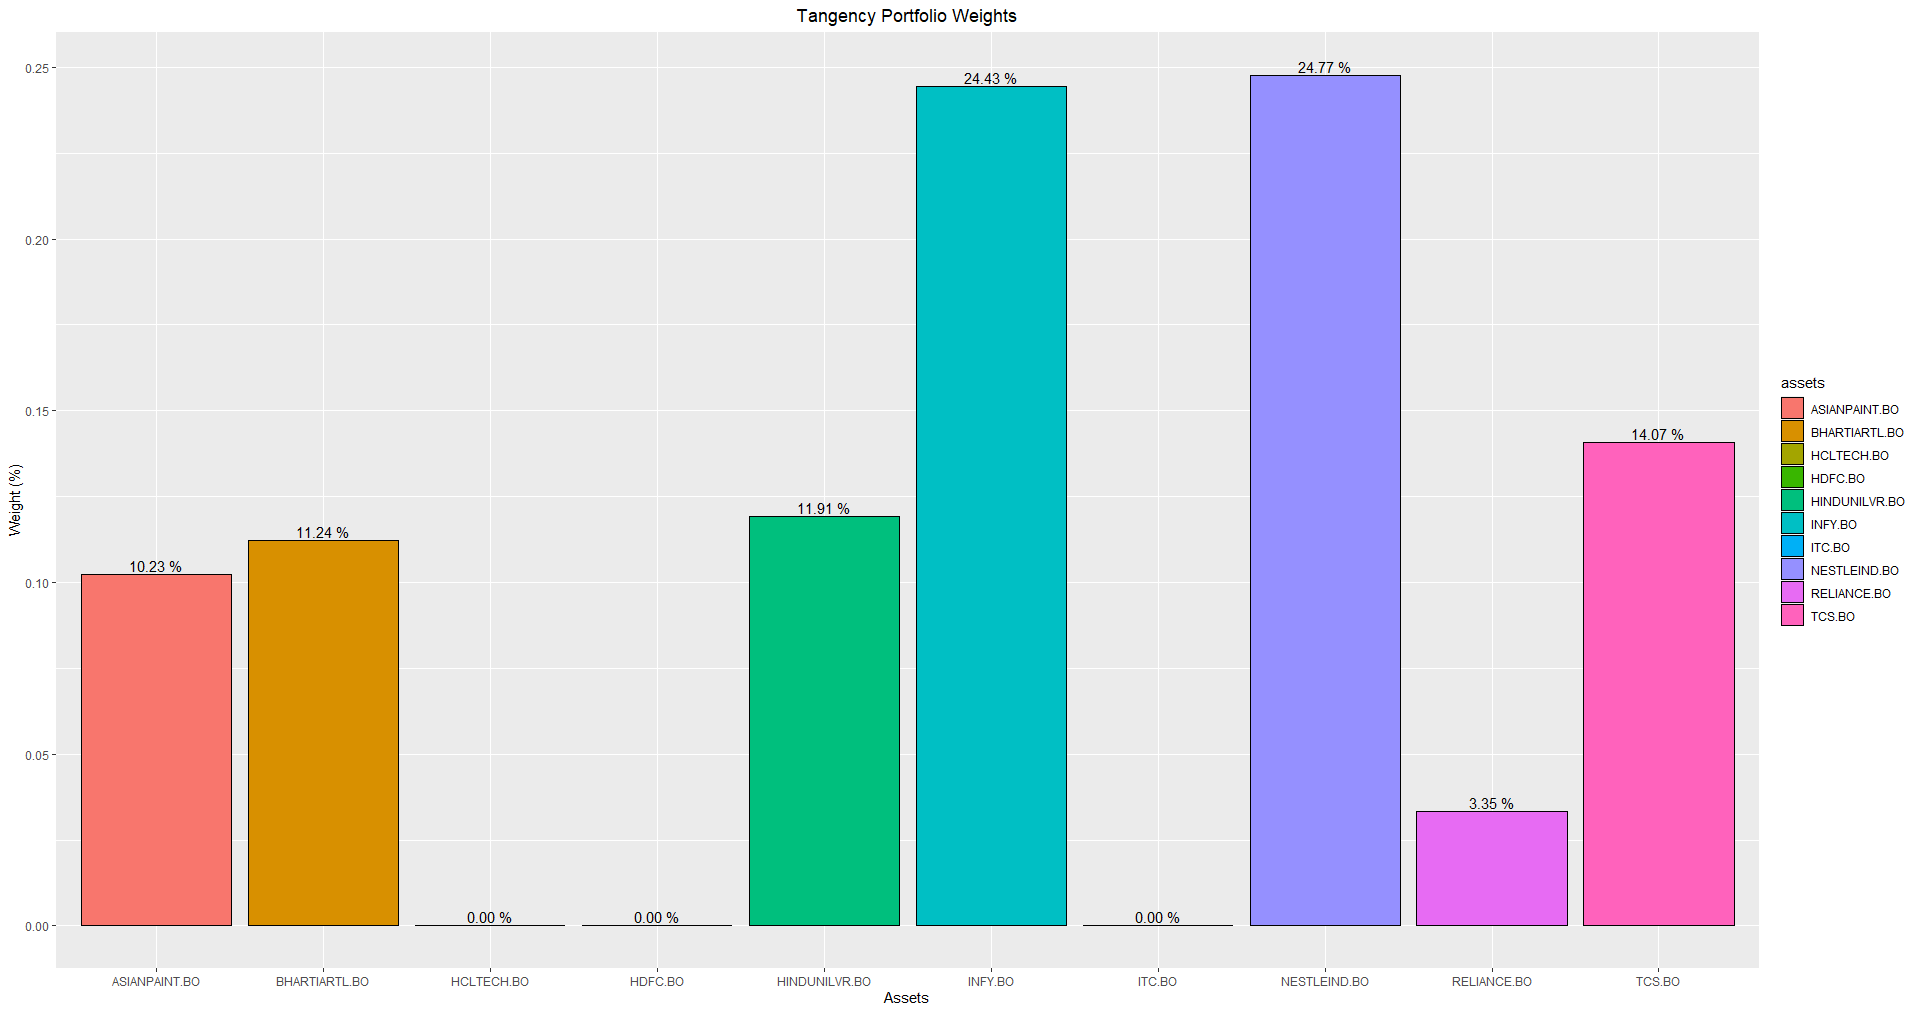 Tangency Portfolio Weights
Weight (%)
0.25
0.20
0.15
0.10
0.05
0.00
10.23 %
11.24 %
0.00 %
0.00 %
11.91 %
24.43 %
0.00 %
24.77 %
3.35 %
14.07 %
ASIANPAINT.BO
BHARTIARTL.BO
HCLTECH.BO
HDFC.BO
HINDUNILVR.BO
INFY.BO
ITC.BO
NESTLEIND.BO
RELIANCE.BO
TCS.BO
Assets
assets
ASIANPAINT.BO
BHARTIARTL.BO
HCLTECH.BO
HDFC.BO
HINDUNILVR.BO
INFY.BO
ITC.BO
NESTLEIND.BO
RELIANCE.BO
TCS.BO